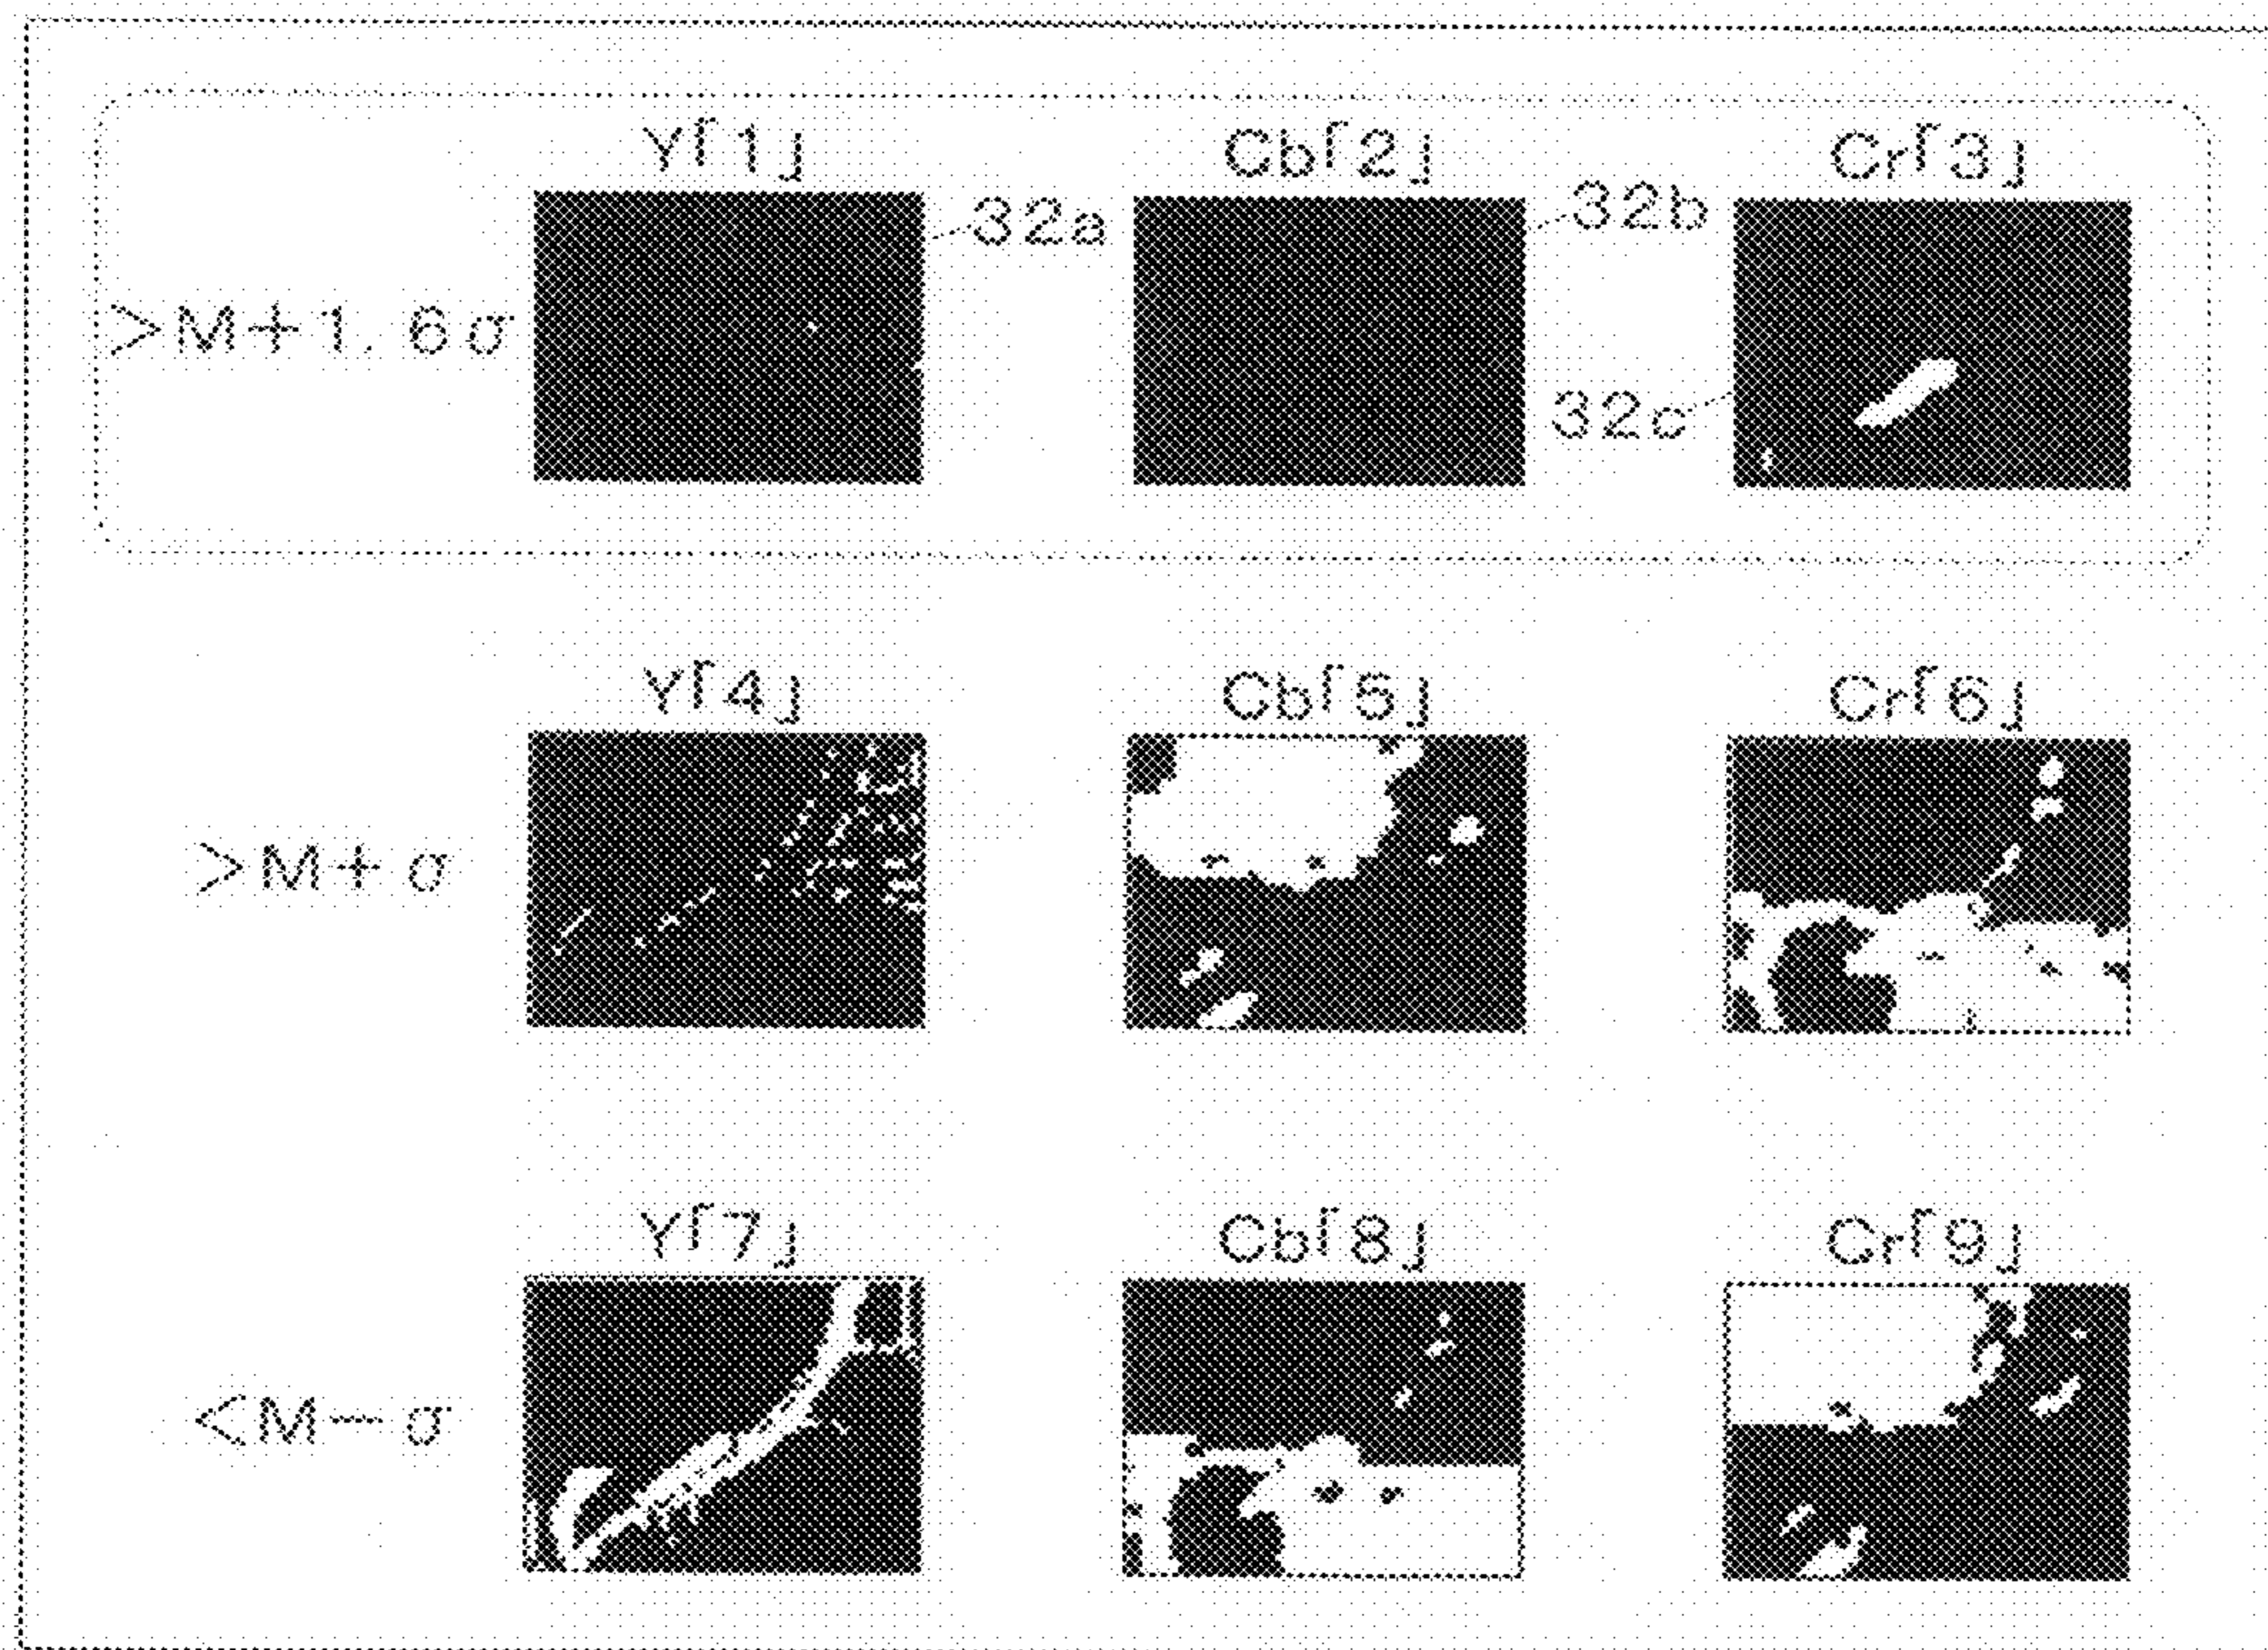 Y「1」 Cb「2」 Cr「3」
32a 32b
>M+1.6σ
32c
Y「4」 Cb「5」 Cr「6」
>M+σ
Y「7」 Cb「8」 Cr「9」
<M−σ